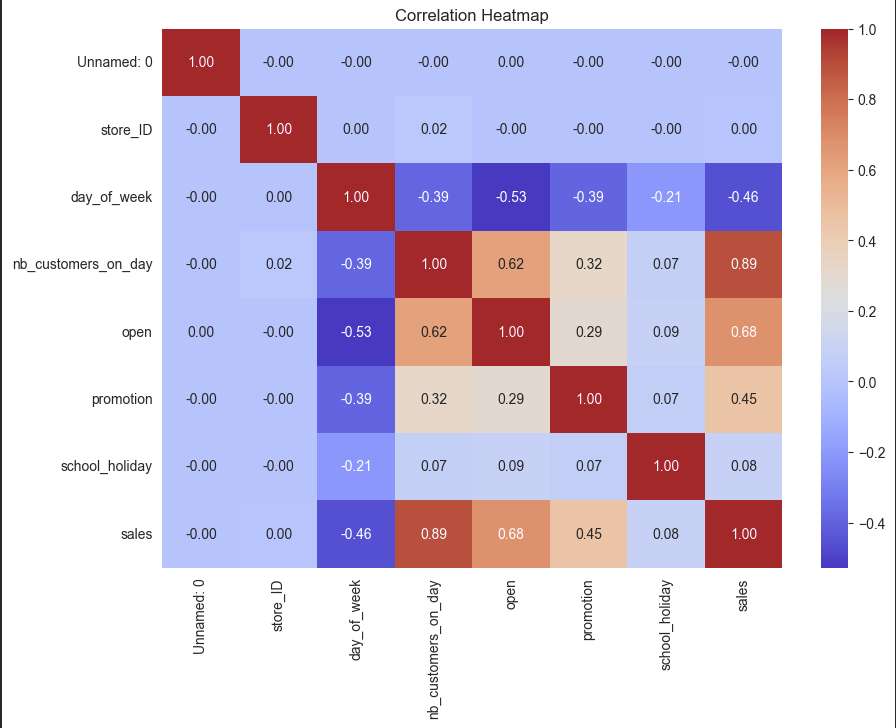 Correlation Heatmap
Unnamed: 0 1.00 -0.00 -0.00 -0.00 0.00 -0.00 -0.00 -0.00
store_ID -0.00 1.00 0.00 0.02 -0.00 -0.00 -0.00 0.00
day_of_week -0.00 0.00 1.00 -0.39 -0.53 -0.39 -0.21 -0.46
nb_customers_on_day -0.00 0.02 -0.39 1.00 0.62 0.32 0.07 0.89
open 0.00 -0.00 -0.53 0.62 1.00 0.29 0.09 0.68
promotion -0.00 -0.00 -0.39 0.32 0.29 1.00 0.07 0.45
school_holiday -0.00 -0.00 -0.21 0.07 0.09 0.07 1.00 0.08
sales -0.00 0.00 -0.46 0.89 0.68 0.45 0.08 1.00
Unnamed: 0
store_ID
day_of_week
nb_customers_on_day
open
promotion
school_holiday
sales
1.0
0.8
0.6
0.4
0.2
0.0
−0.2
−0.4